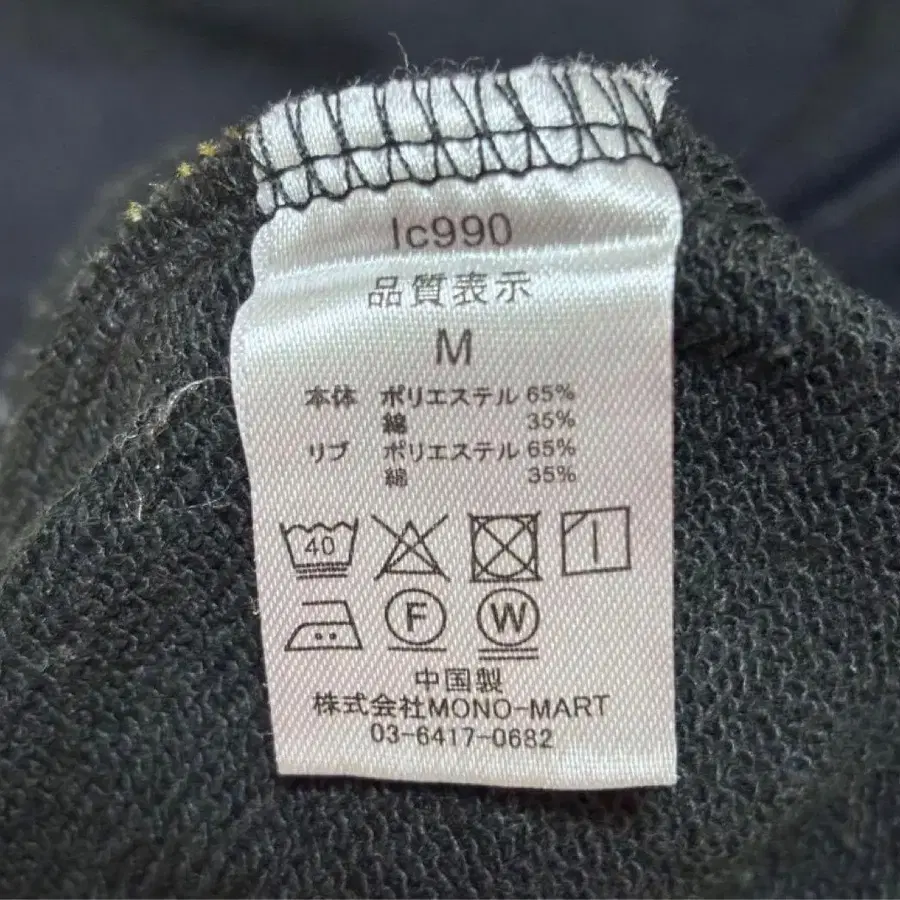 lc990
品質表示
M
本体 ポリエステル 65%
綿 35%
リブ ポリエステル 65%
綿 35%
40
F W
中国製
株式会社MONO-MART
03-6417-0682